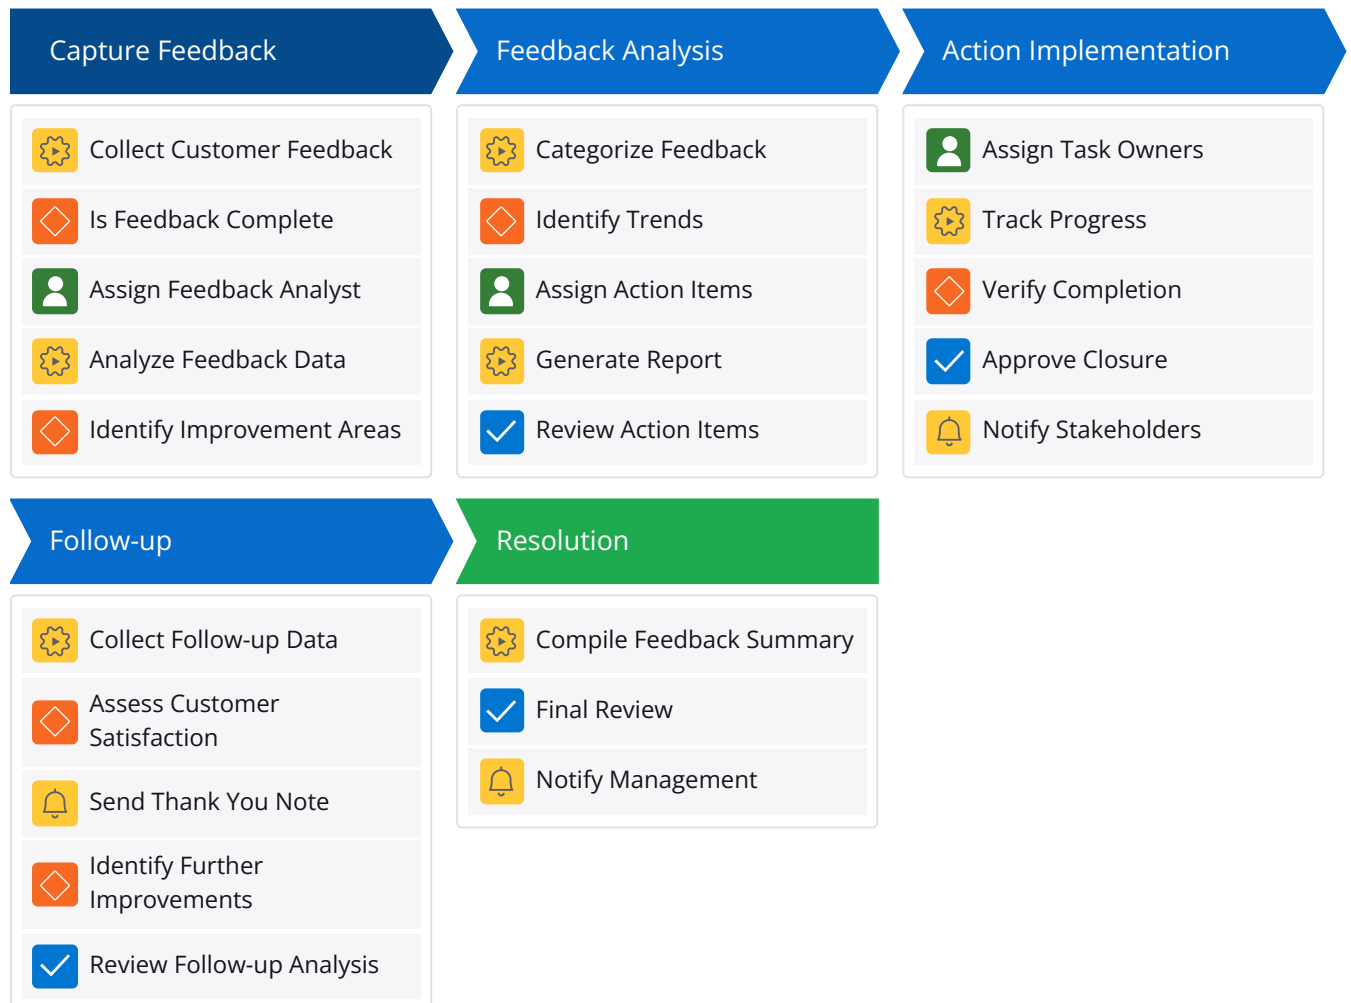 Capture Feedback
Collect Customer Feedback
Is Feedback Complete
Assign Feedback Analyst
Analyze Feedback Data
Identify Improvement Areas
Feedback Analysis
Categorize Feedback
Identify Trends
Assign Action Items
Generate Report
Review Action Items
Action Implementation
Assign Task Owners
Track Progress
Verify Completion
Approve Closure
Notify Stakeholders
Follow-up
Collect Follow-up Data
Assess Customer
Satisfaction
Send Thank You Note
Identify Further
Improvements
Review Follow-up Analysis
Resolution
Compile Feedback Summary
Final Review
Notify Management